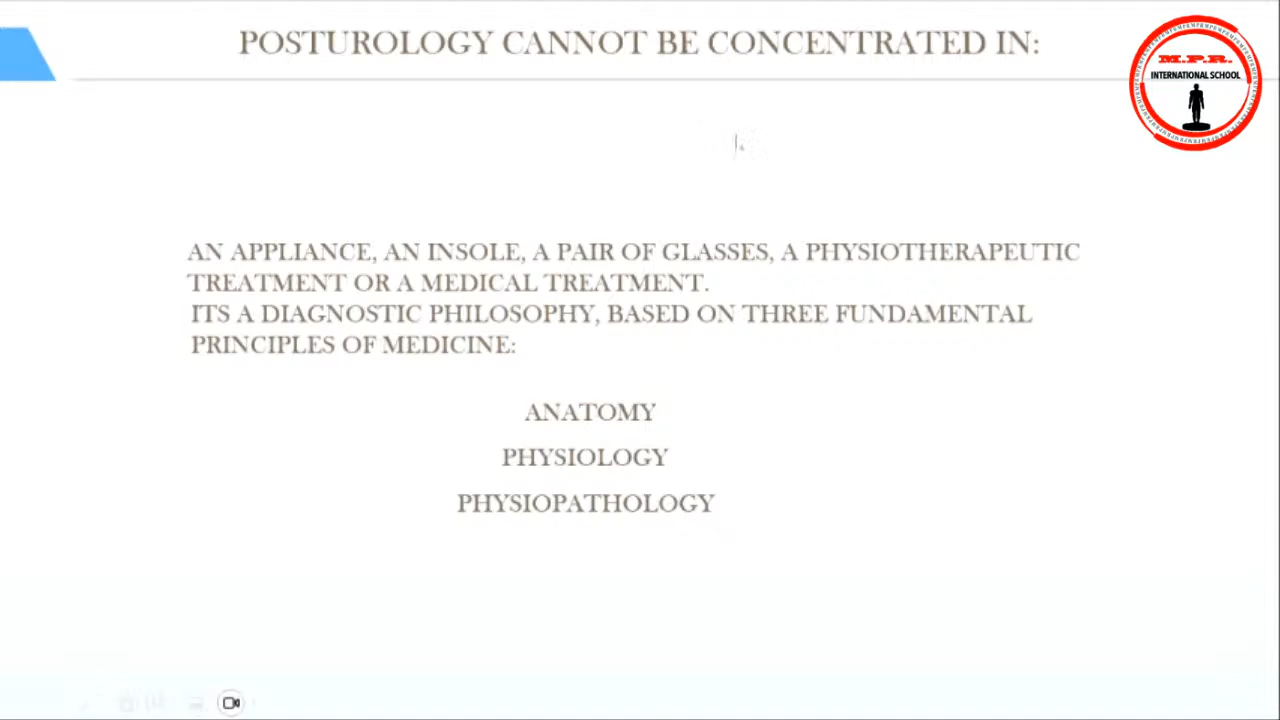 POSTUROLOGY CANNOT BE CONCENTRATED IN:
M.P.R.
INTERNATIONAL SCHOOL
AN APPLIANCE, AN INSOLE, A PAIR OF GLASSES, A PHYSIOTHERAPEUTIC
TREATMENT OR A MEDICAL TREATMENT.
ITS A DIAGNOSTIC PHILOSOPHY, BASED ON THREE FUNDAMENTAL
PRINCIPLES OF MEDICINE:
ANATOMY
PHYSIOLOGY
PHYSIOPATHOLOGY